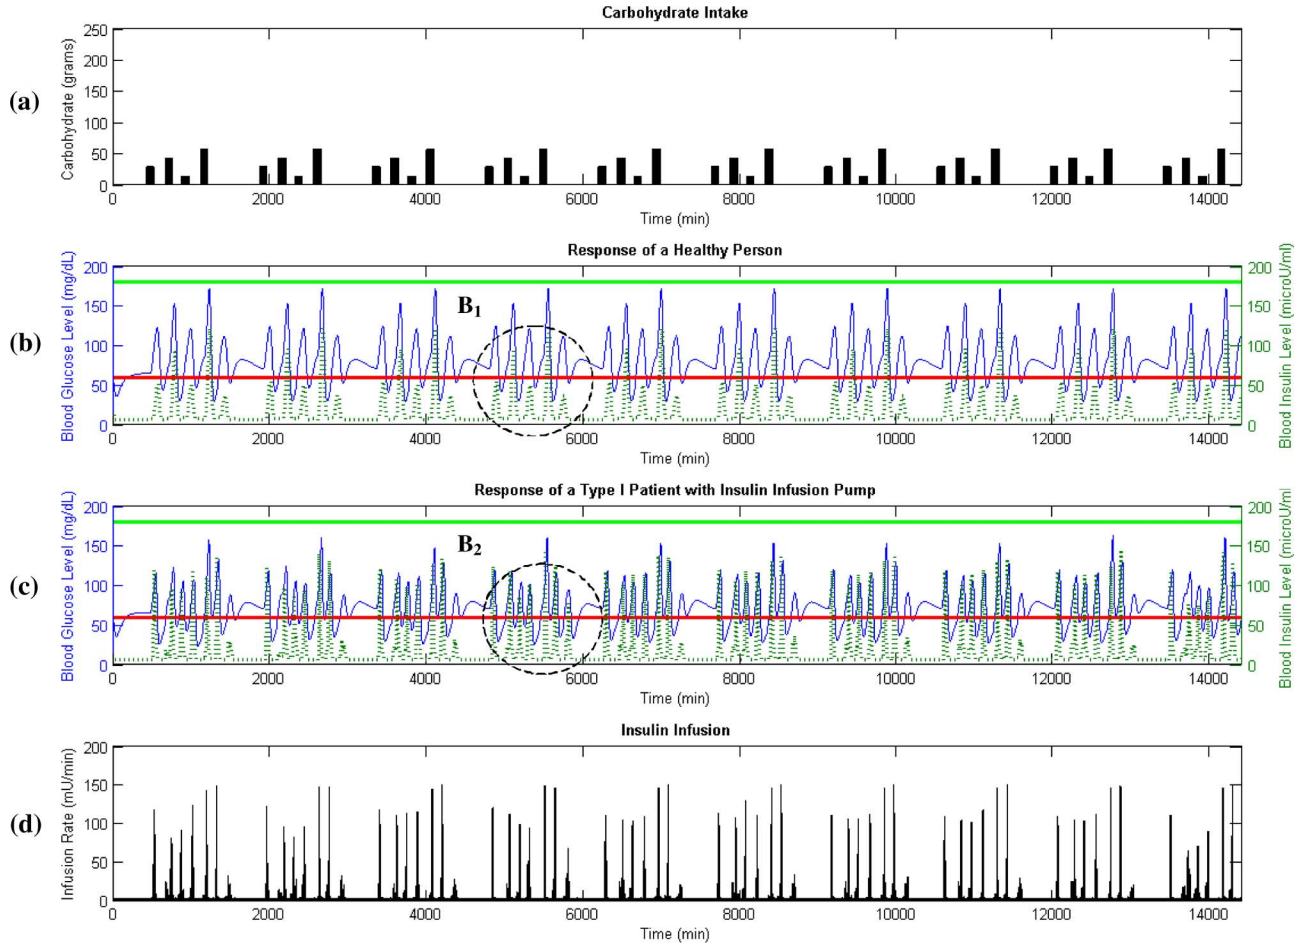 Carbohydrate Intake
(a)
Carbohydrate (grams)
250
200
150
100
50
0
0 2000 4000 6000 8000 10000 12000 14000
Time (min)
Response of a Healthy Person
(b)
Blood Glucose Level (mg/dL)
200
150
100
50
0
B1
200
150
100
50
0
Blood Insulin Level (microU/ml)
0 2000 4000 6000 8000 10000 12000 14000
Time (min)
Response of a Type I Patient with Insulin Infusion Pump
(c)
Blood Glucose Level (mg/dL)
200
150
100
50
0
B2
200
150
100
50
0
Blood Insulin Level (microU/ml
0 2000 4000 6000 8000 10000 12000 14000
Time (min)
Insulin Infusion
(d)
Infusion Rate (mU/min)
200
150
100
50
0
0 2000 4000 6000 8000 10000 12000 14000
Time (min)